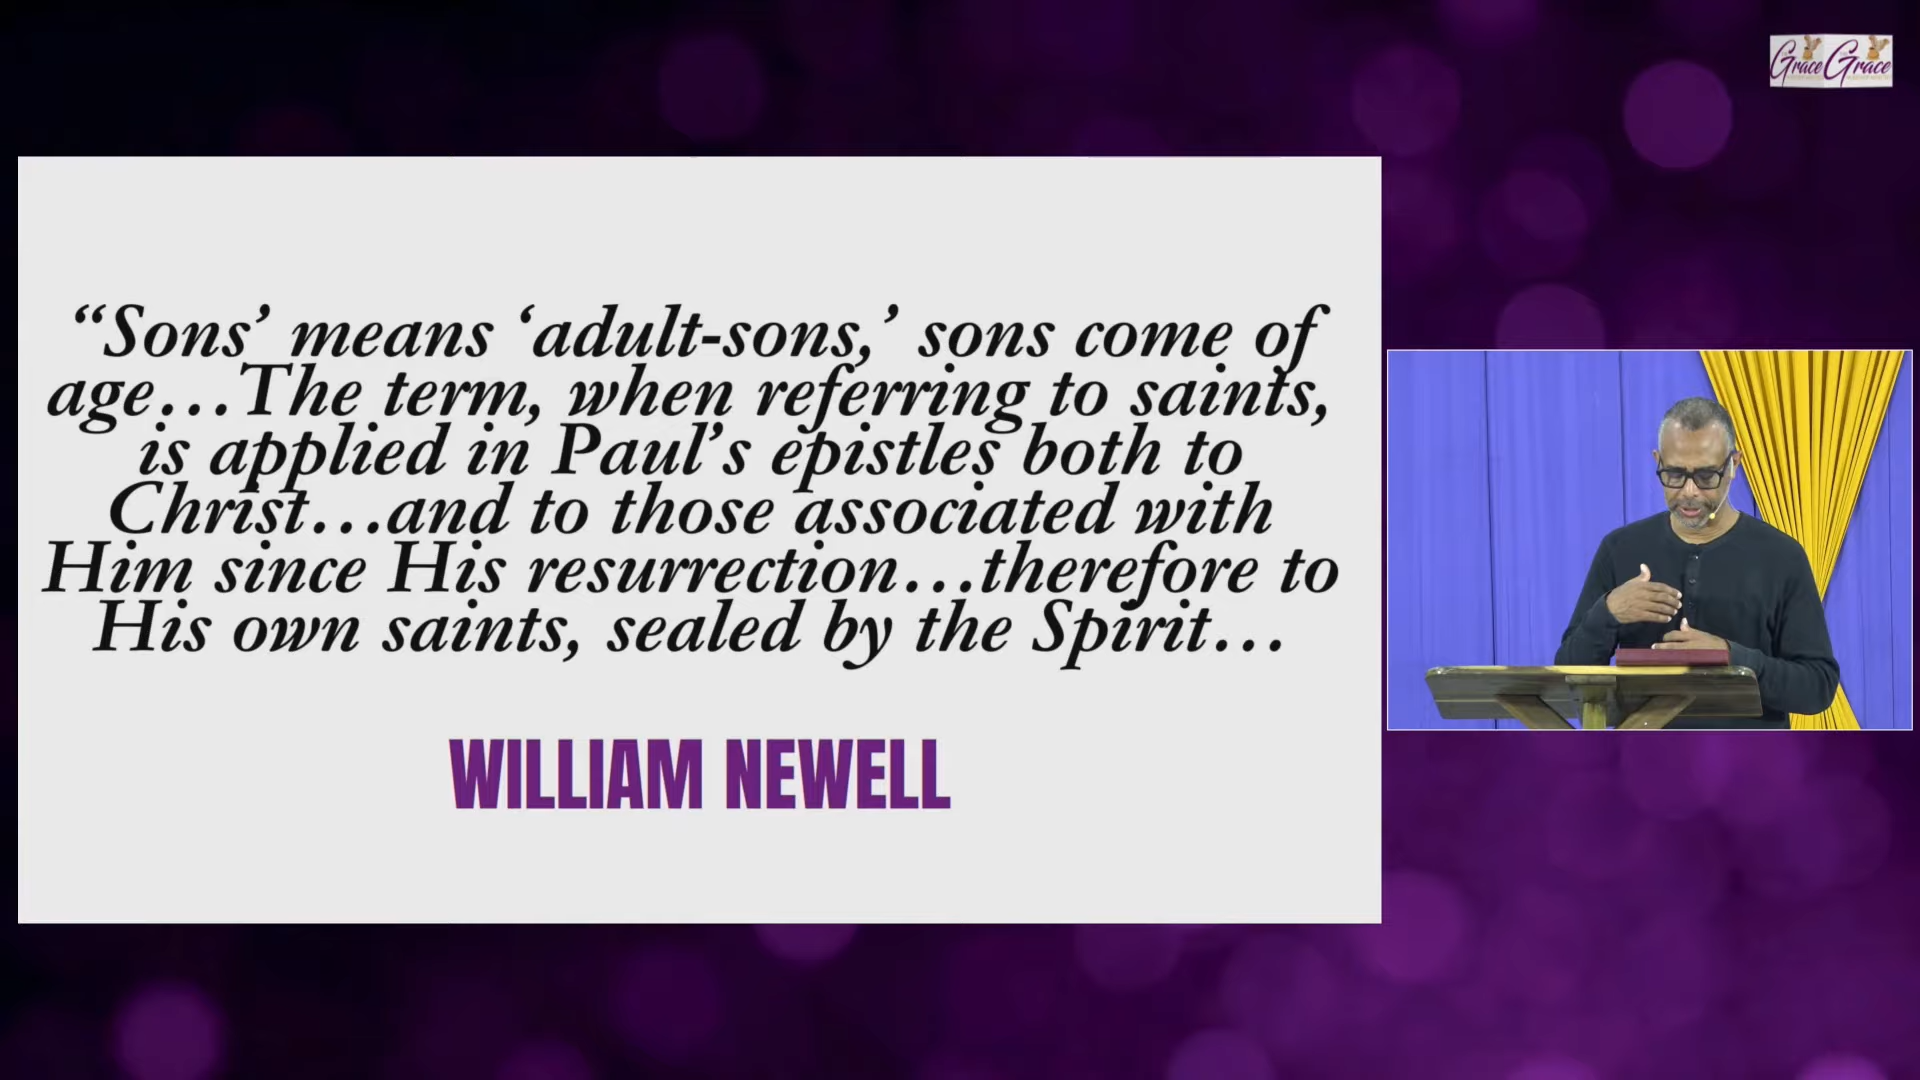 Grace Grace
“Sons’ means ‘adult-sons,’ sons come of
age…The term, when referring to saints,
is applied in Paul’s epistles both to
Christ…and to those associated with
Him since His resurrection…therefore to
His own saints, sealed by the Spirit…
WILLIAM NEWELL